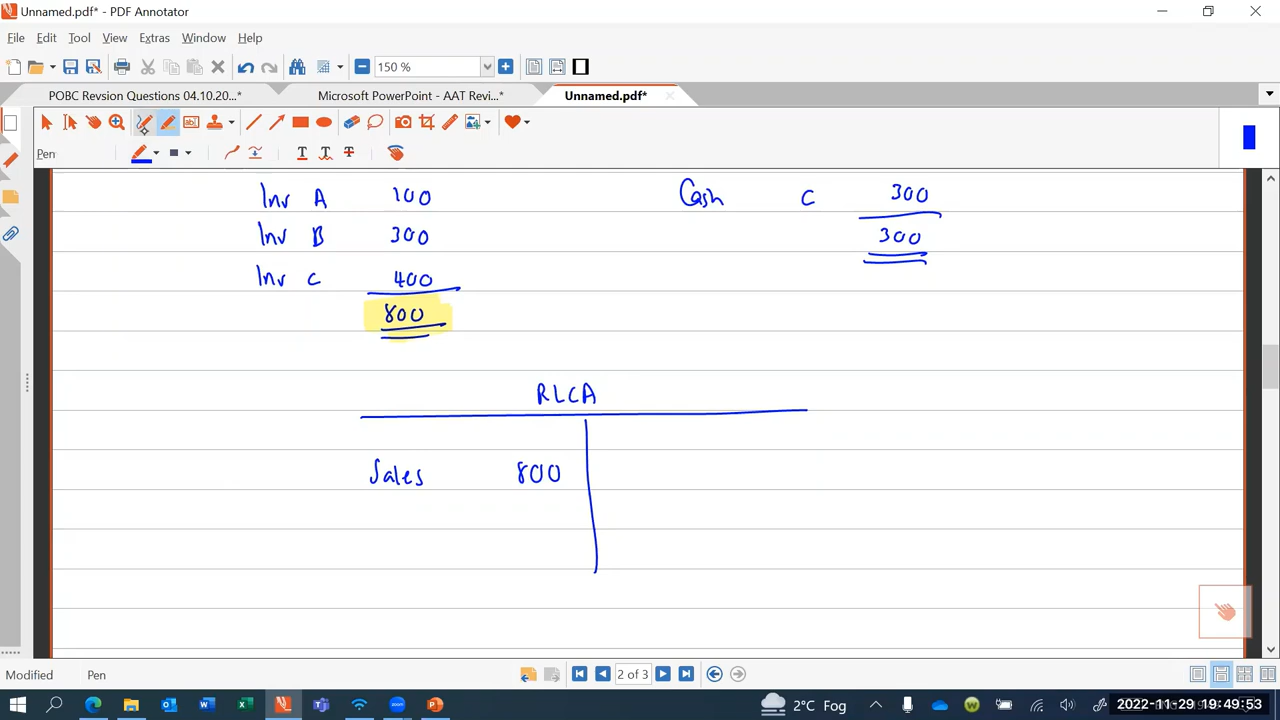 Unnamed.pdf* - PDF Annotator
File Edit Tool View Extras Window Help
150 %
POBC Revsion Questions 04.10.20...* Microsoft PowerPoint - AAT Revi...* Unnamed.pdf*
Pen
Inv A 100 Cash C 300
Inv B 300 300
Inv C 400
800
RLCA
Sales 800
Modified Pen 2 of 3
2°C Fog 2022-11-29 19:49:53